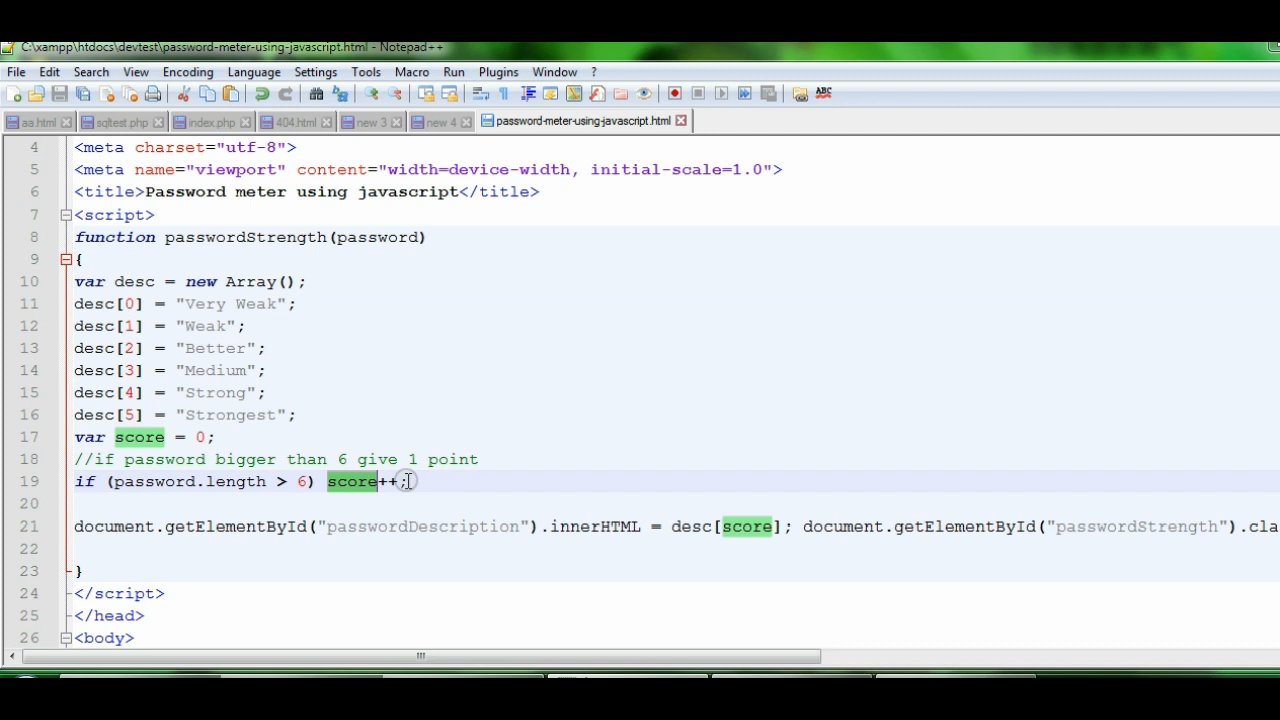 C:\xampp\htdocs\devtest\password-meter-using-javascript.html - Notepad++
File Edit Search View Encoding Language Settings Tools Macro Run Plugins Window ?
ABC
aa.html sqltest.php index.php 404.html new 3 new 4 password-meter-using-javascript.html
4 <meta charset="utf-8">
5 <meta name="viewport" content="width=device-width, initial-scale=1.0">
6 <title>Password meter using javascript</title>
7 <script>
8 function passwordStrength(password)
9 {
10 var desc = new Array();
11 desc[0] = "Very Weak";
12 desc[1] = "Weak";
13 desc[2] = "Better";
14 desc[3] = "Medium";
15 desc[4] = "Strong";
16 desc[5] = "Strongest";
17 var score = 0;
18 //if password bigger than 6 give 1 point
19 if (password.length > 6) score++;
20
21 document.getElementById("passwordDescription").innerHTML = desc[score]; document.getElementById("passwordStrength").cla
22
23 }
24 </script>
25 </head>
26 <body>